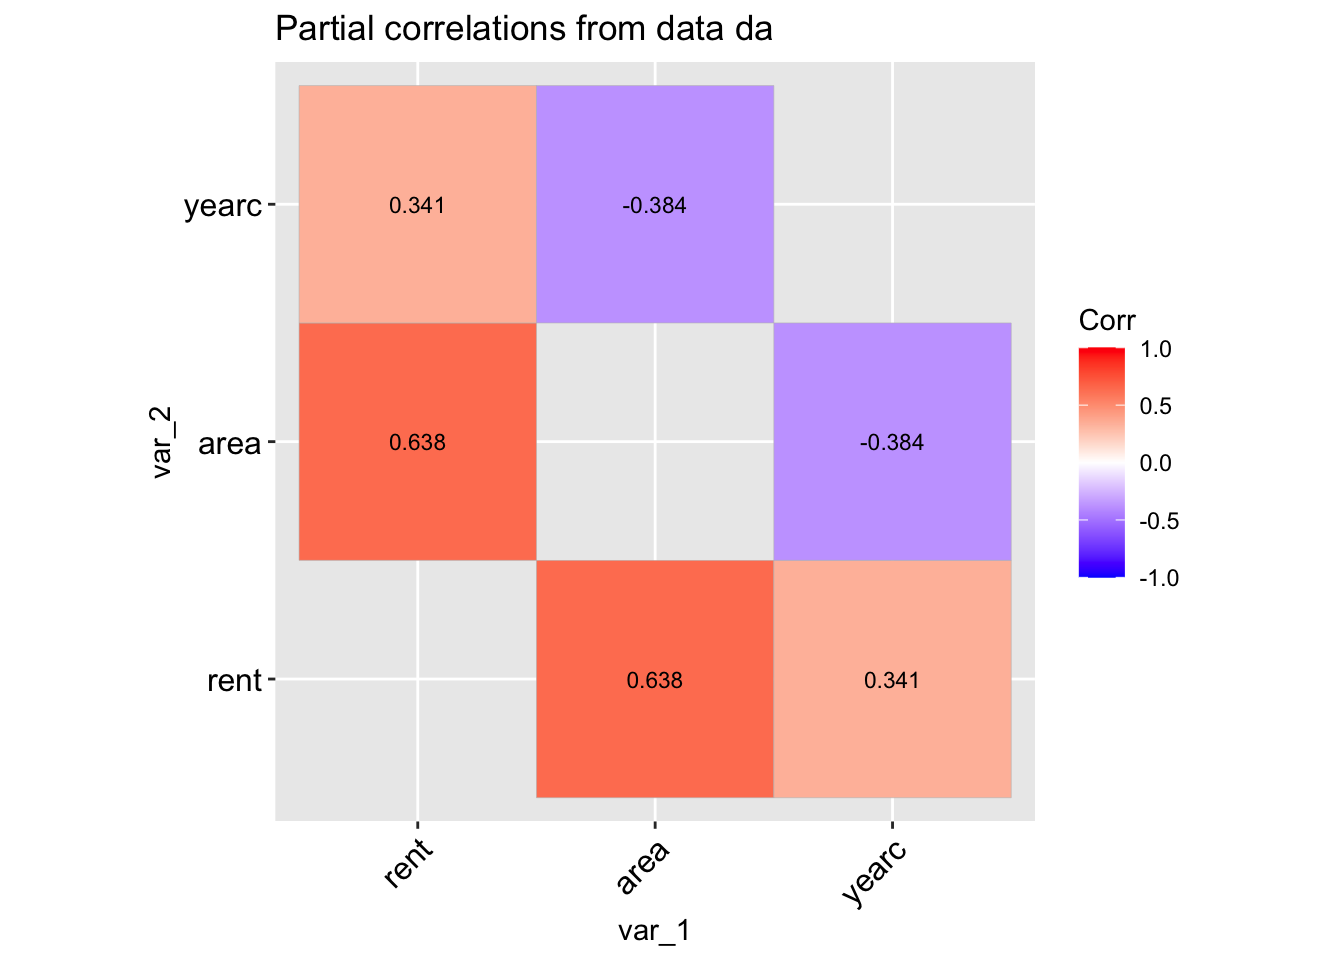 Partial correlations from data da
yearc
0.341
-0.384
area
0.638
-0.384
rent
0.638
0.341
var_2
rent
area
yearc
var_1
Corr
1.0
0.5
0.0
-0.5
-1.0